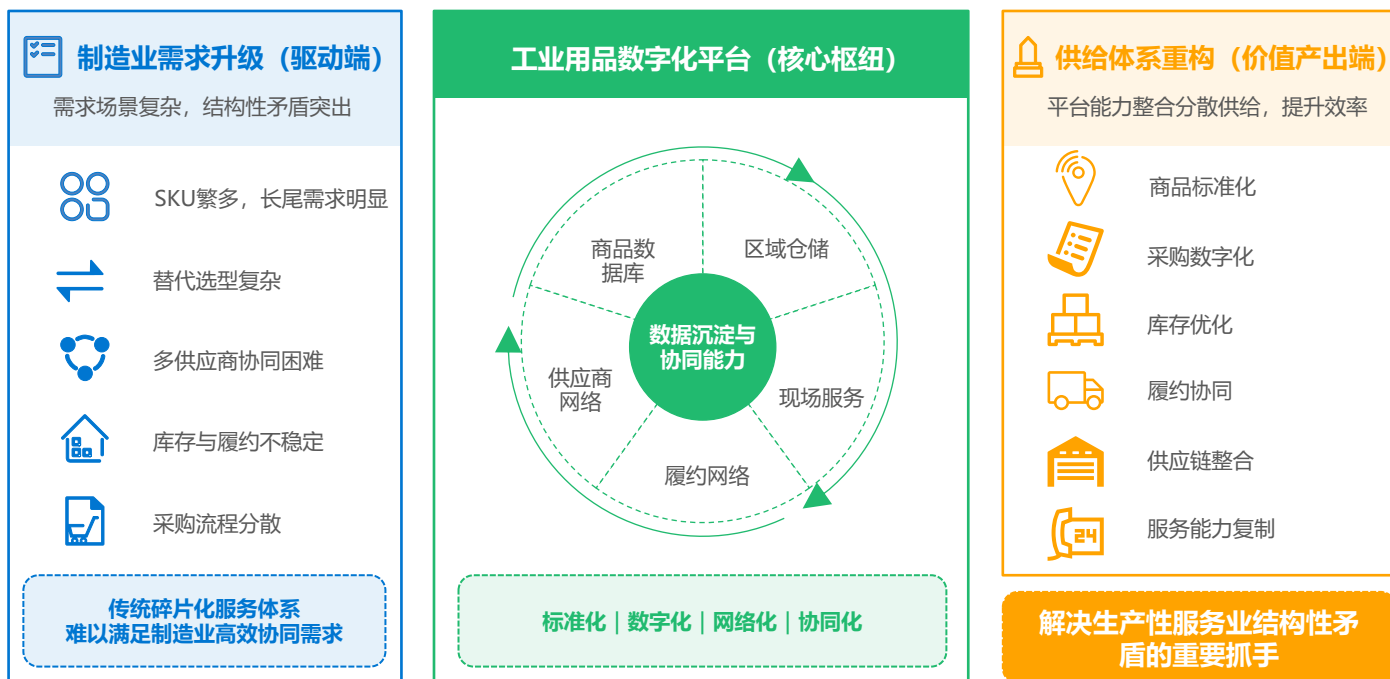 制造业需求升级（驱动端）
需求场景复杂，结构性矛盾突出
SKU繁多，长尾需求明显
替代选型复杂
多供应商协同困难
库存与履约不稳定
采购流程分散
传统碎片化服务体系
难以满足制造业高效协同需求
工业用品数字化平台（核心枢纽）
商品数
据库
区域仓储
数据沉淀与
协同能力
供应商
网络
现场服务
履约网络
标准化｜数字化｜网络化｜协同化
供给体系重构（价值产出端）
平台能力整合分散供给，提升效率
商品标准化
采购数字化
库存优化
履约协同
供应链整合
24
服务能力复制
解决生产性服务业结构性矛
盾的重要抓手